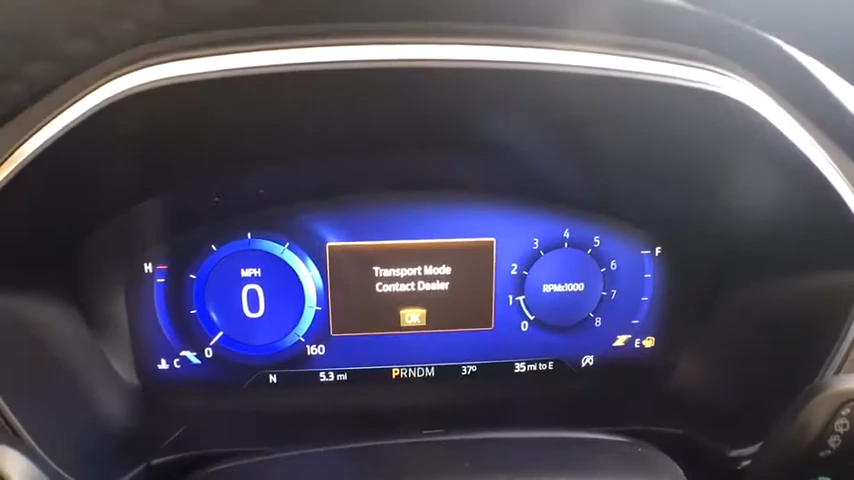 Transport Mode
Contact Dealer
OK
MPH
0
0
160
H
C
RPMx1000
0
1
2
3
4
5
6
7
8
F
E
N
5.3 mi
PRNDM
37°
35 mi to E